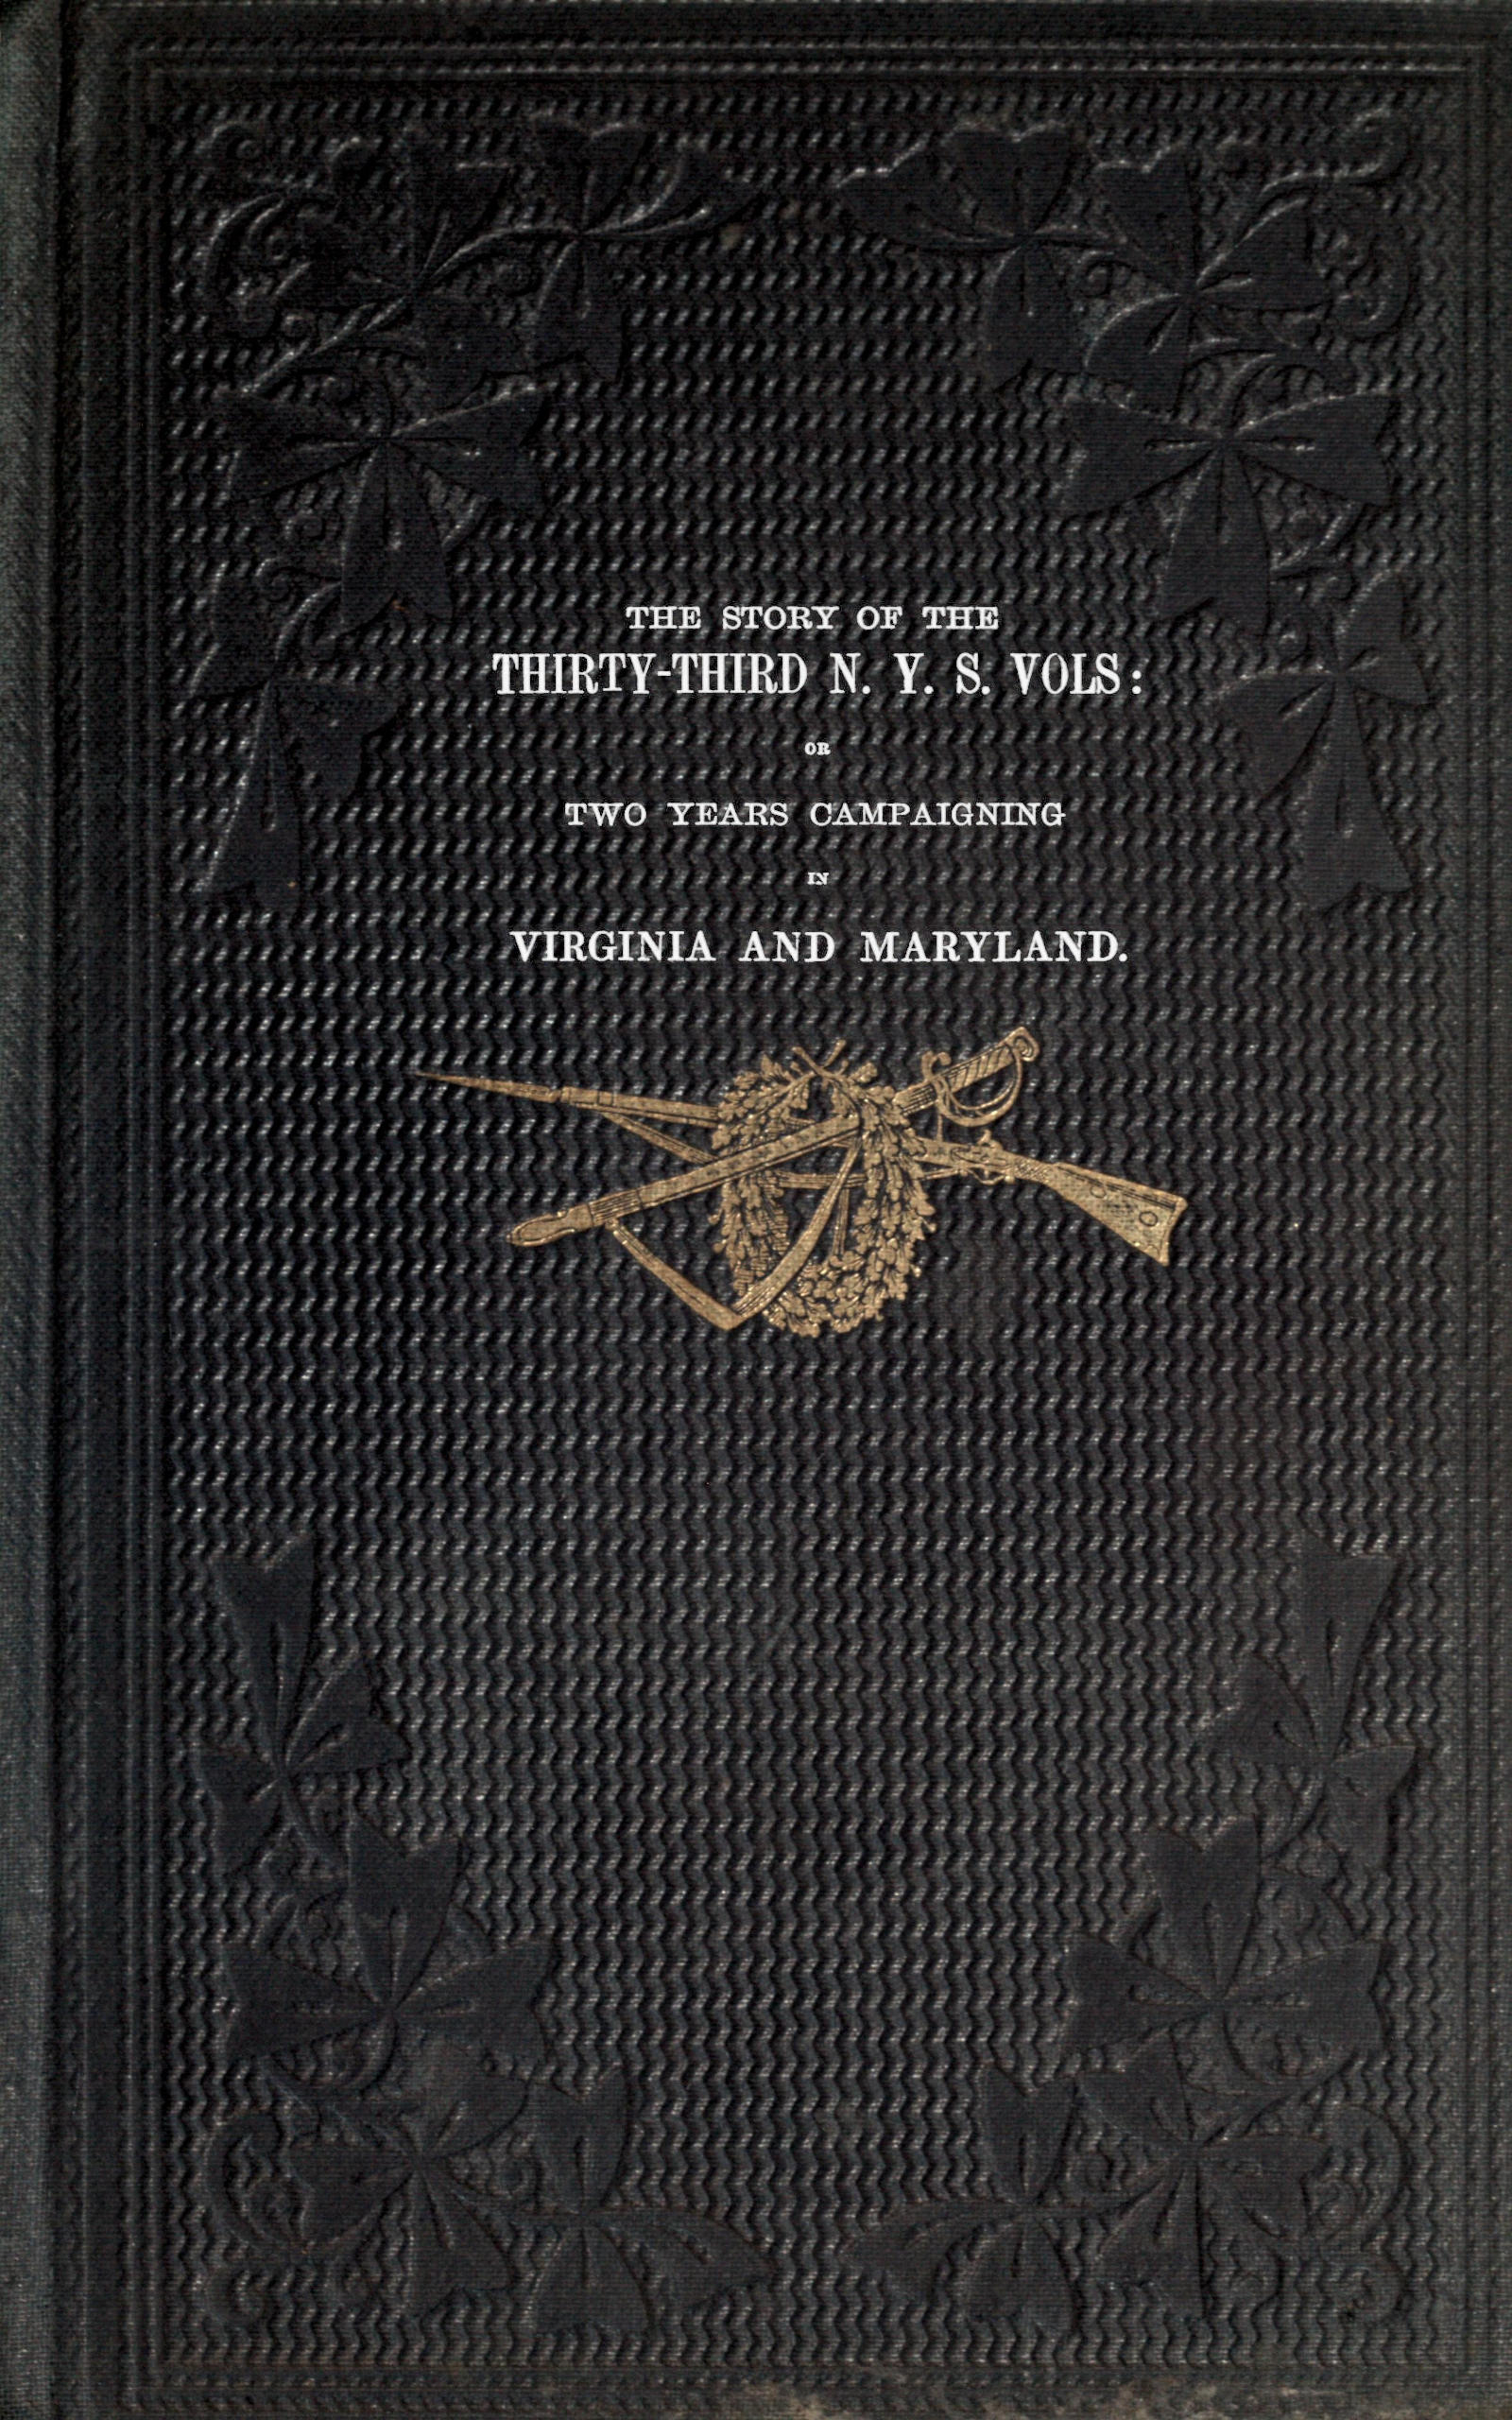 THE STORY OF THE
THIRTY-THIRD N. Y. S. VOLS:
OR
TWO YEARS CAMPAIGNING
IN
VIRGINIA AND MARYLAND.